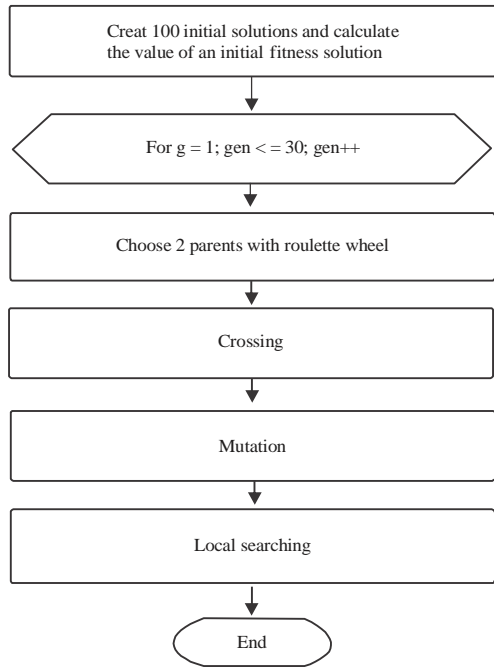 Creat 100 initial solutions and calculate
the value of an initial fitness solution
For g = 1; gen < = 30; gen++
Choose 2 parents with roulette wheel
Crossing
Mutation
Local searching
End